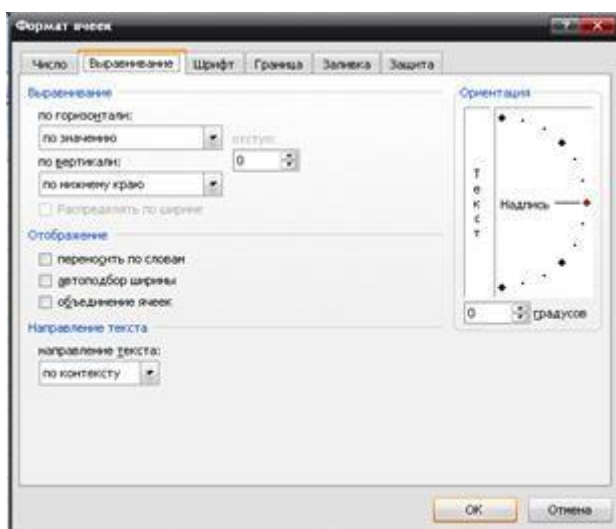 Формат ячеек
Число Выравнивание Шрифт Граница Заливка Защита
Выравнивание
по горизонтали:
по значению
отступ:
по вертикали:
0
по нижнему краю
Распределять по ширине
Отображение
переносить по словам
автоподбор ширины
объединение ячеек
Направление текста
направление текста:
по контексту
Ориентация
Текст
Надпись
0 градусов
ОК Отмена